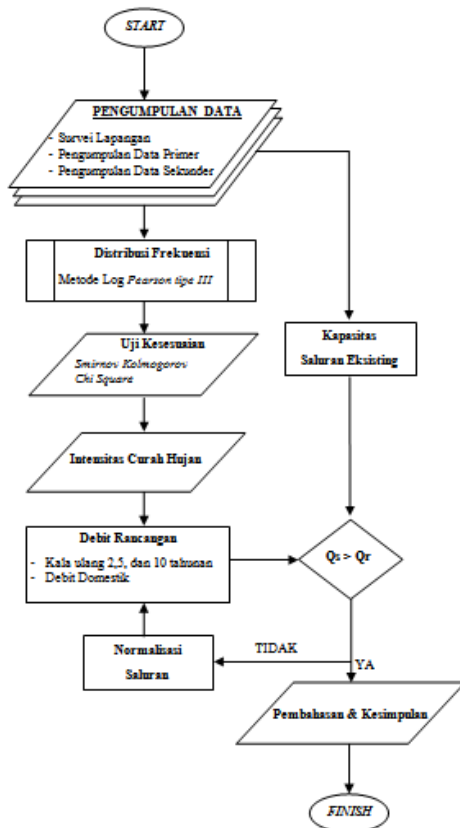 START
PENGUMPULAN DATA
- Survei Lapangan
- Pengumpulan Data Primer
- Pengumpulan Data Sekunder
Distribusi Frekuensi
Metode Log Pearson tipe III
Uji Kesesuaian
Smirnov Kolmogorov
Chi Square
Kapasitas
Saluran Eksisting
Intensitas Curah Hujan
Debit Rancangan
- Kala ulang 2,5, dan 10 tahunan
- Debit Domestik
Qs > Qr
Normalisasi
Saluran
TIDAK
YA
Pembahasan & Kesimpulan
FINISH